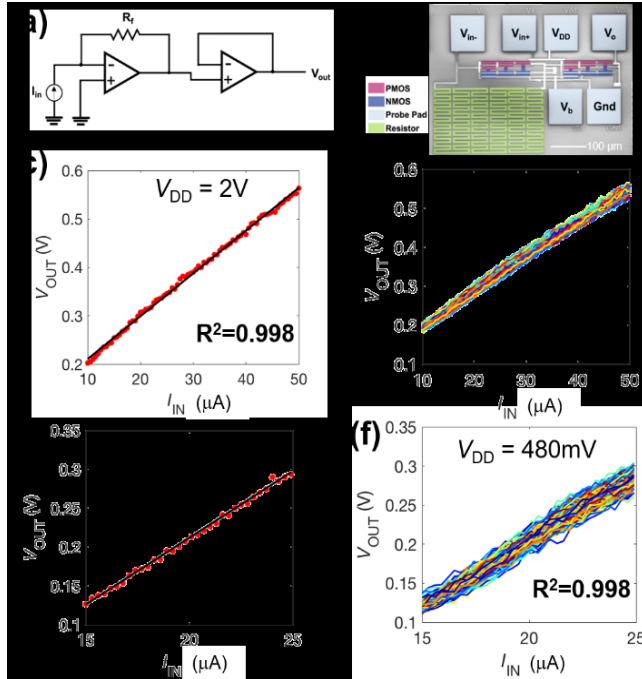 a)
R_f
I_in
V_out
V_in-
V_in+
V_DD
V_o
PMOS
NMOS
Probe Pad
Resistor
V_b
Gnd
100 μm
c)
V_DD = 2V
R²=0.998
V_OUT (V)
0.6
0.5
0.4
0.3
0.2
10
20
30
40
50
I_IN (μA)
V_OUT (V)
0.6
0.5
0.4
0.3
0.2
0.1
10
20
30
40
50
I_IN (μA)
V_OUT (V)
0.35
0.3
0.25
0.2
0.15
0.1
15
20
25
I_IN (μA)
(f)
V_DD = 480mV
R²=0.998
V_OUT (V)
0.35
0.3
0.25
0.2
0.15
0.1
15
20
25
I_IN (μA)